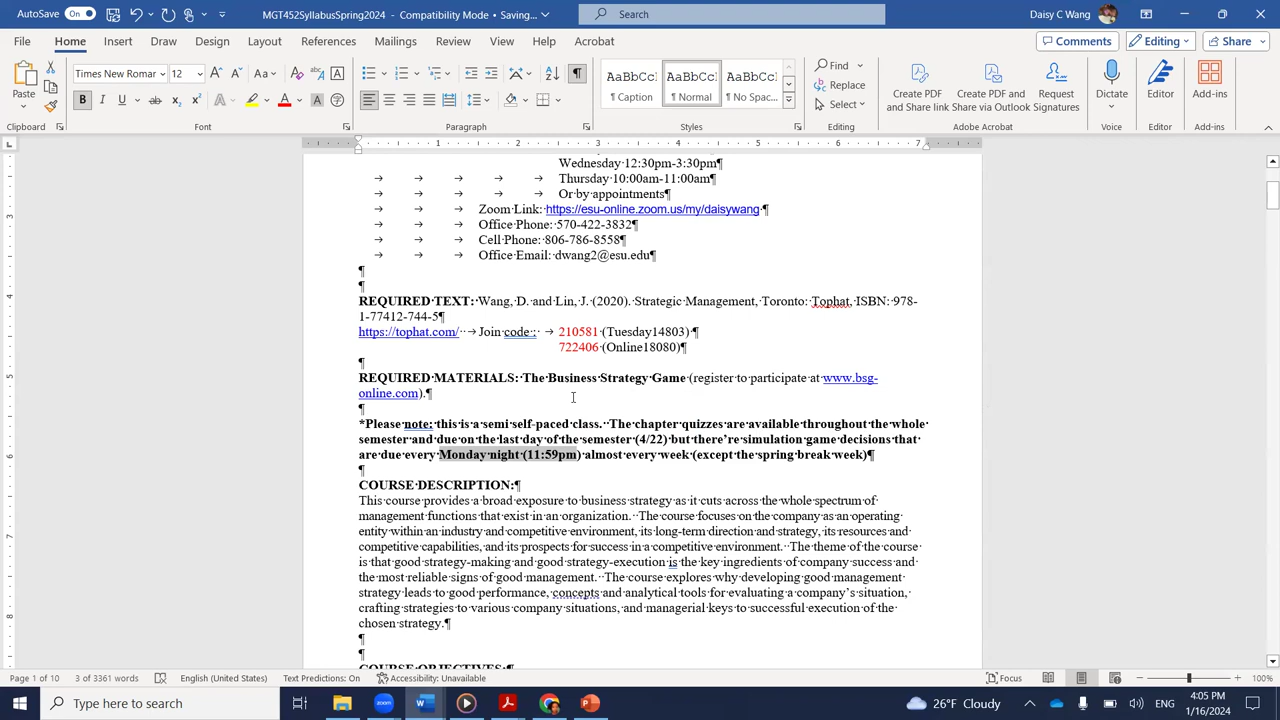 AutoSave On MGT452SyllabusSpring2024 Search Daisy C Wang
File Home Insert Draw Design Layout References Mailings Review View Help Acrobat Comments Editing Share
Times New Roman 12 Find
AaBbCcI AaBbCcI AaBbCcI Replace
Paste Caption Normal No Spac... Select Create PDF and Share link Create PDF and Share via Outlook Request Signatures Dictate Editor Add-ins
Clipboard Font Paragraph Styles Editing Adobe Acrobat Voice Editor Add-ins
1 2 3 4 5 6 7
Wednesday·12:30pm-3:30pm¶
→ → → → → Thursday·10:00am-11:00am¶
→ → → → → Or·by·appointments¶
→ → → Zoom·Link:·https://esu-online.zoom.us/my/daisywang·¶
→ → → Office·Phone:·570-422-3832¶
→ → → Cell·Phone:·806-786-8558¶
→ → → Office·Email:·dwang2@esu.edu¶
¶
¶
REQUIRED·TEXT:·Wang,·D.·and·Lin,·J.·(2020).·Strategic·Management,·Toronto:·Tophat,·ISBN:·978-
1-77412-744-5¶
https://tophat.com/··→Join·code·:· → 210581·(Tuesday14803)·¶
722406·(Online18080)¶
¶
REQUIRED·MATERIALS:·The·Business·Strategy·Game·(register·to·participate·at·www.bsg-
online.com).¶
¶
*Please·note:·this·is·a·semi·self-paced·class.··The·chapter·quizzes·are·available·throughout·the·whole·
semester·and·due·on·the·last·day·of·the·semester·(4/22)·but·there’re·simulation·game·decisions·that·
are·due·every·Monday·night·(11:59pm)·almost·every·week·(except·the·spring·break·week)¶
¶
COURSE·DESCRIPTION:¶
This·course·provides·a·broad·exposure·to·business·strategy·as·it·cuts·across·the·whole·spectrum·of·
management·functions·that·exist·in·an·organization.··The·course·focuses·on·the·company·as·an·operating·
entity·within·an·industry·and·competitive·environment,·its·long-term·direction·and·strategy,·its·resources·and·
competitive·capabilities,·and·its·prospects·for·success·in·a·competitive·environment.··The·theme·of·the·course·
is·that·good·strategy-making·and·good·strategy-execution·is·the·key·ingredients·of·company·success·and·
the·most·reliable·signs·of·good·management.··The·course·explores·why·developing·good·management·
strategy·leads·to·good·performance,·concepts·and·analytical·tools·for·evaluating·a·company’s·situation,·
crafting·strategies·to·various·company·situations,·and·managerial·keys·to·successful·execution·of·the·
chosen·strategy.¶
¶
¶
COURSE·OBJECTIVES:·¶
Page 1 of 10 3 of 3361 words English (United States) Text Predictions: On Accessibility: Unavailable Focus 100%
Type here to search 26°F Cloudy 4:05 PM
1/16/2024